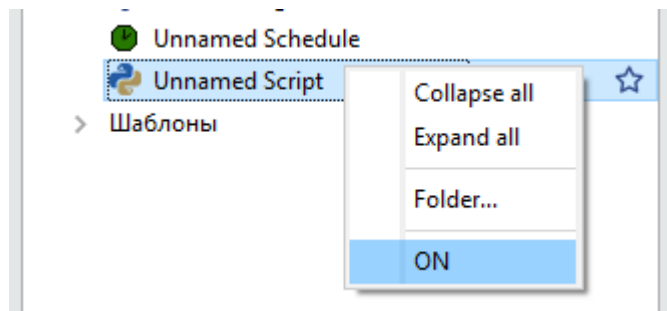 Unnamed Schedule
Unnamed Script
Шаблоны
Collapse all
Expand all
Folder...
ON